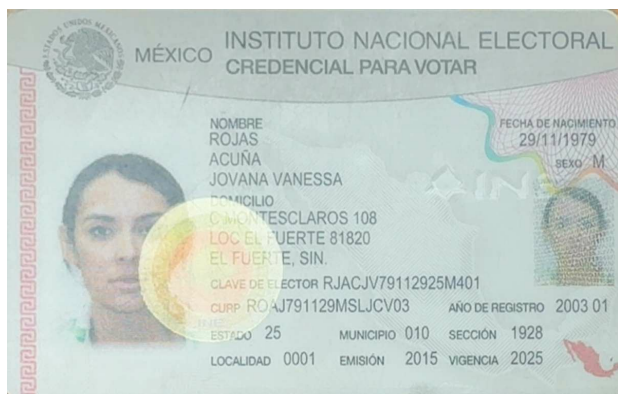 MÉXICO
INSTITUTO NACIONAL ELECTORAL
CREDENCIAL PARA VOTAR
NOMBRE
ROJAS
ACUÑA
JOVANA VANESSA
FECHA DE NACIMIENTO
29/11/1979
SEXO M
DOMICILIO
C MONTESCLAROS 108
LOC EL FUERTE 81820
EL FUERTE, SIN.
CLAVE DE ELECTOR RJACJV79112925M401
CURP ROAJ791129MSLJCV03 AÑO DE REGISTRO 2003 01
ESTADO 25 MUNICIPIO 010 SECCIÓN 1928
LOCALIDAD 0001 EMISIÓN 2015 VIGENCIA 2025